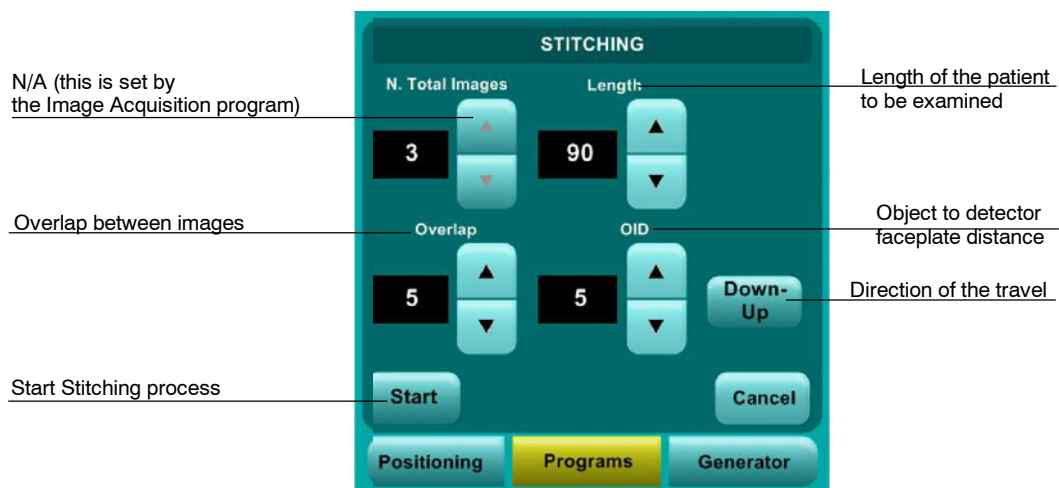 STITCHING
N/A (this is set by
the Image Acquisition program)
N. Total Images
Length
Length of the patient
to be examined
3
90
Overlap between images
Overlap
OID
Object to detector
faceplate distance
5
5
Down-
Up
Direction of the travel
Start Stitching process
Start
Cancel
Positioning
Programs
Generator